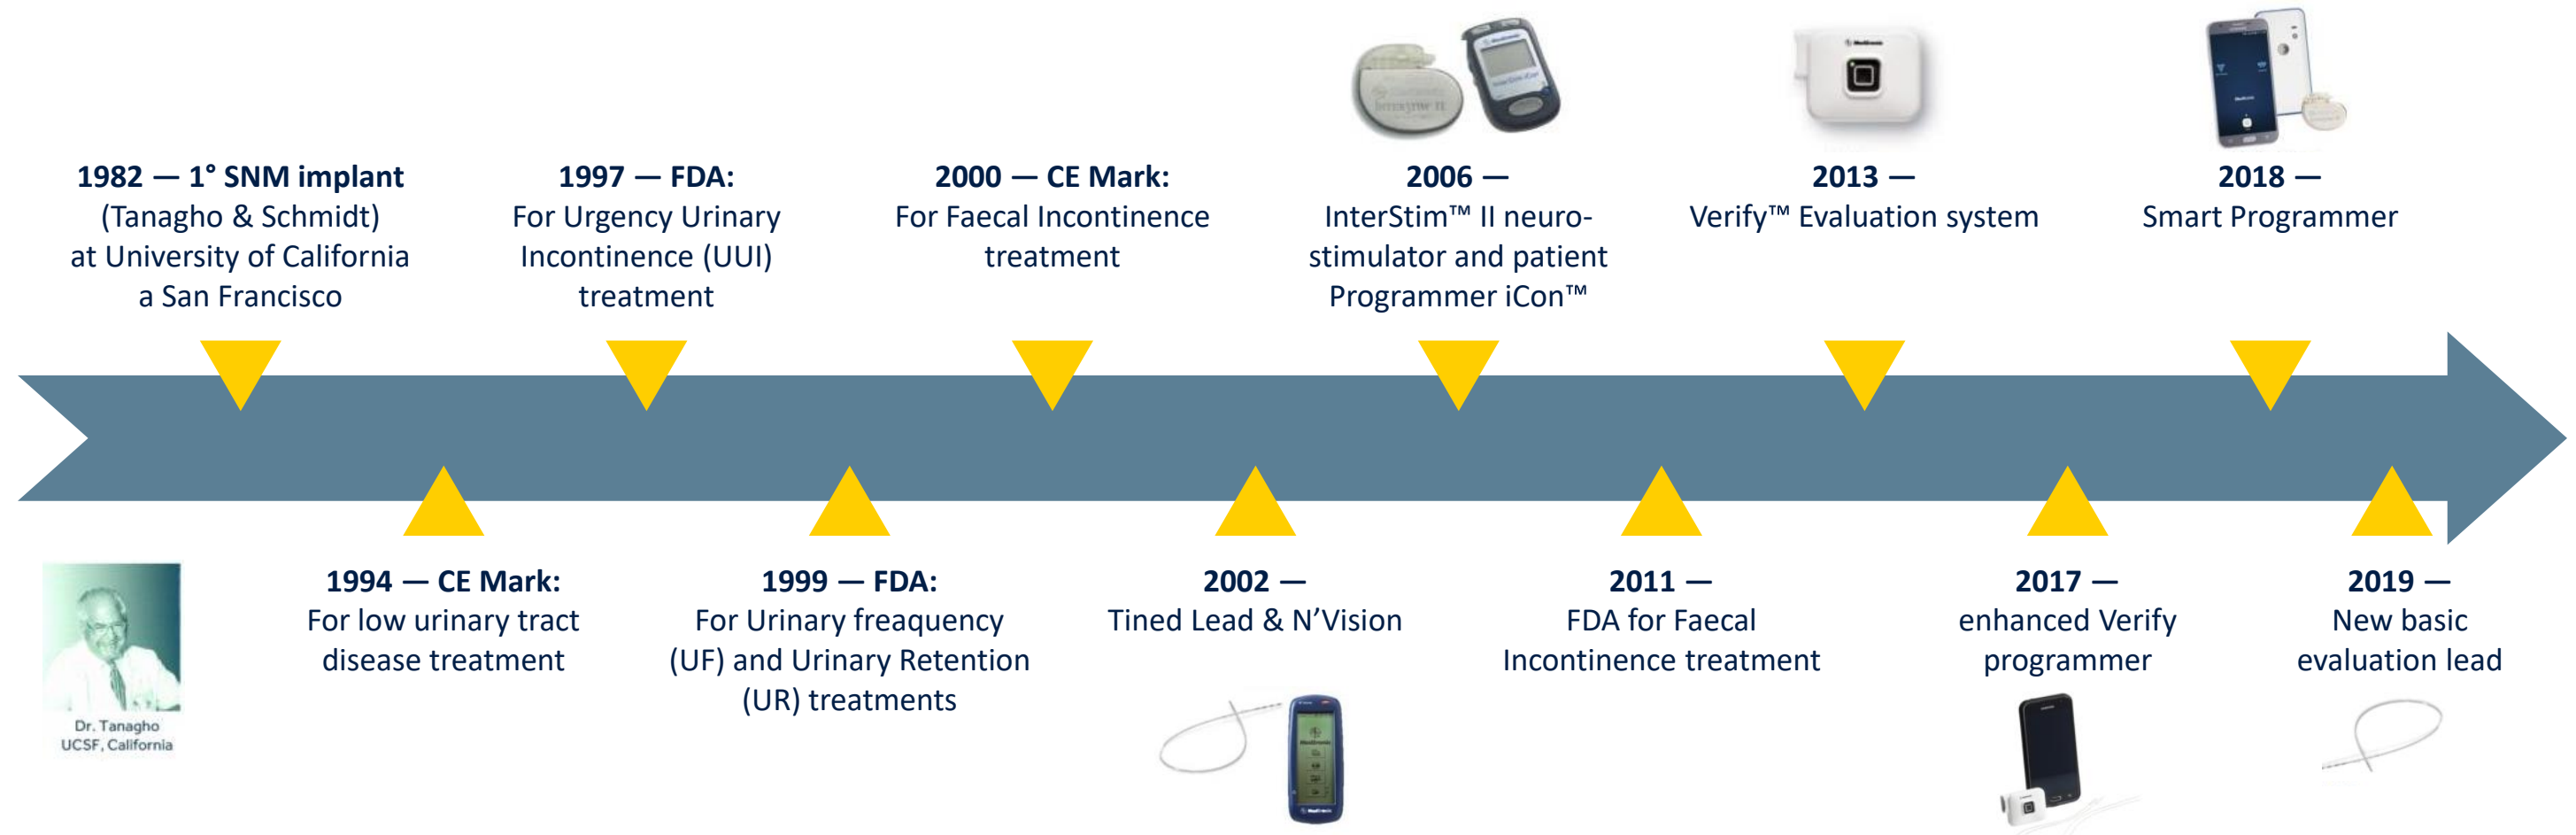 1982 — 1° SNM implant
(Tanagho & Schmidt)
at University of California
a San Francisco
1997 — FDA:
For Urgency Urinary
Incontinence (UUI)
treatment
2000 — CE Mark:
For Faecal Incontinence
treatment
2006 —
InterStim™ II neuro-
stimulator and patient
Programmer iCon™
2013 —
Verify™ Evaluation system
2018 —
Smart Programmer
1994 — CE Mark:
For low urinary tract
disease treatment
1999 — FDA:
For Urinary freaquency
(UF) and Urinary Retention
(UR) treatments
2002 —
Tined Lead & N’Vision
2011 —
FDA for Faecal
Incontinence treatment
2017 —
enhanced Verify
programmer
2019 —
New basic
evaluation lead
Dr. Tanagho
UCSF, California
Medtronic
Medtronic